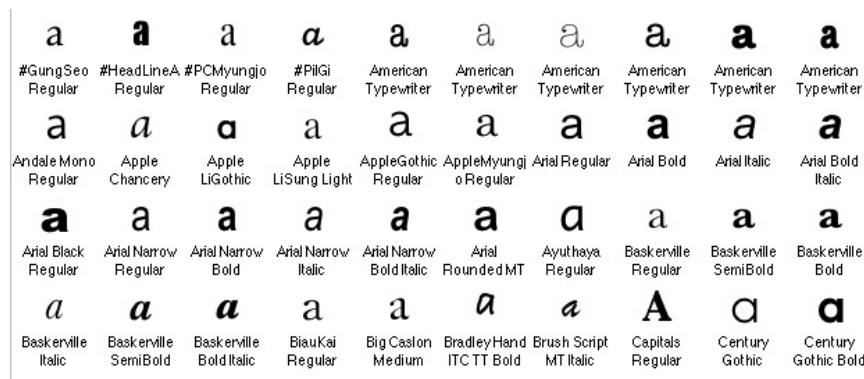 a a a a a a a a a a
#GungSeo #HeadLineA #PCMyungjo #PilGi American American American American American American
Regular Regular Regular Regular Typewriter Typewriter Typewriter Typewriter Typewriter Typewriter
a a a a a a a a a a
Andale Mono Apple Apple Apple AppleGothic AppleMyungj Arial Regular Arial Bold Arial Italic Arial Bold
Regular Chancery LiGothic LiSung Light Regular o Regular Italic
a a a a a a a a a a
Arial Black Arial Narrow Arial Narrow Arial Narrow Arial Narrow Arial Ayuthaya Baskerville Baskerville Baskerville
Regular Regular Bold Italic Bold Italic Rounded MT Regular Regular SemiBold Bold
a a a a a a a A a a
Baskerville Baskerville Baskerville BiauKai Big Caslon Bradley Hand Brush Script Capitals Century Century
Italic SemiBold Bold Italic Regular Medium ITC TT Bold MT Italic Regular Gothic Gothic Bold